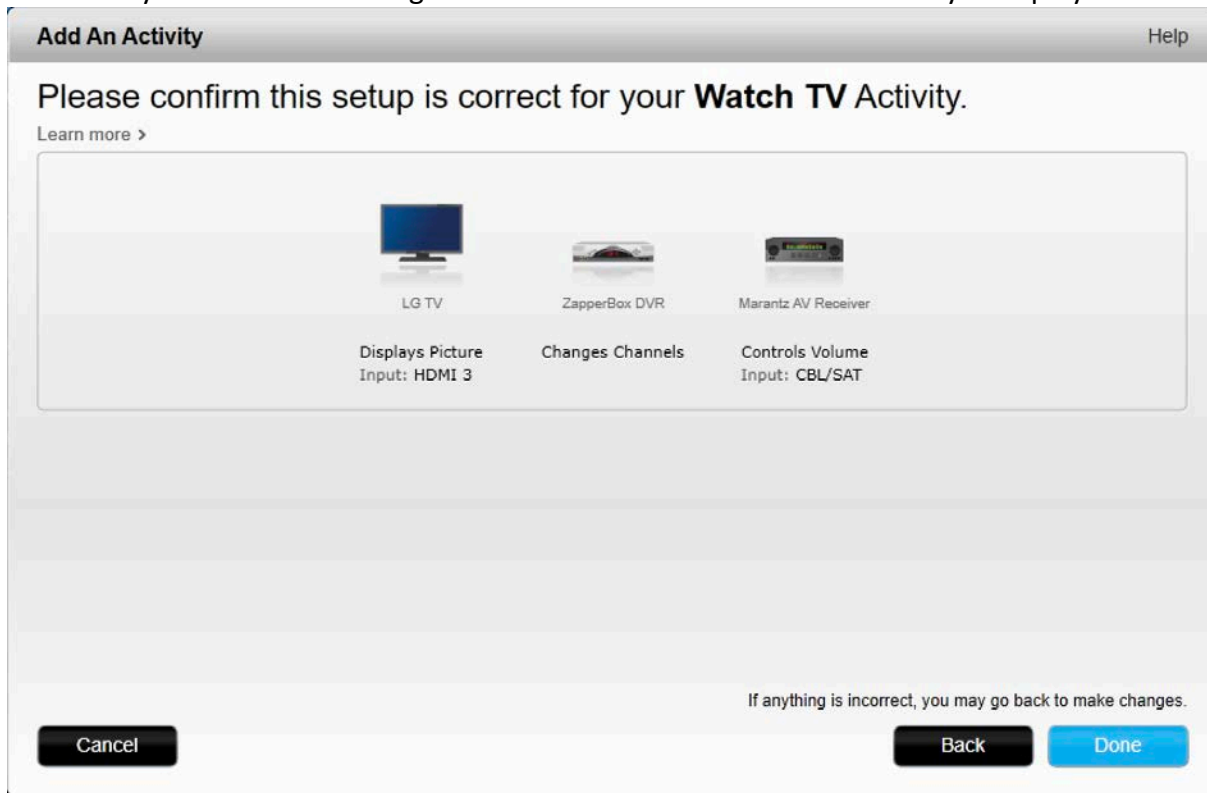 Add An Activity Help
Please confirm this setup is correct for your Watch TV Activity.
Learn more >
LG TV ZapperBox DVR Marantz AV Receiver
Displays Picture Changes Channels Controls Volume
Input: HDMI 3 Input: CBL/SAT
If anything is incorrect, you may go back to make changes.
Cancel Back Done